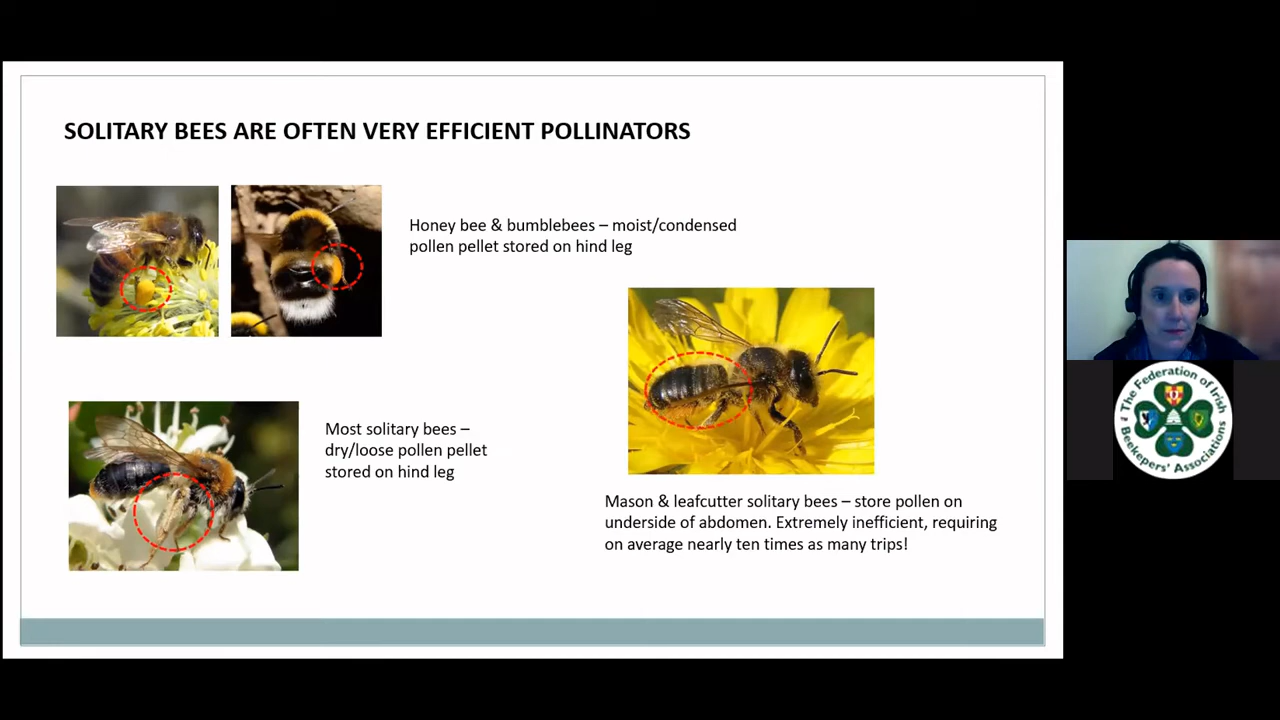 SOLITARY BEES ARE OFTEN VERY EFFICIENT POLLINATORS
Honey bee & bumblebees – moist/condensed
pollen pellet stored on hind leg
Most solitary bees –
dry/loose pollen pellet
stored on hind leg
Mason & leafcutter solitary bees – store pollen on
underside of abdomen. Extremely inefficient, requiring
on average nearly ten times as many trips!
The Federation of Irish
Beekeepers' Associations